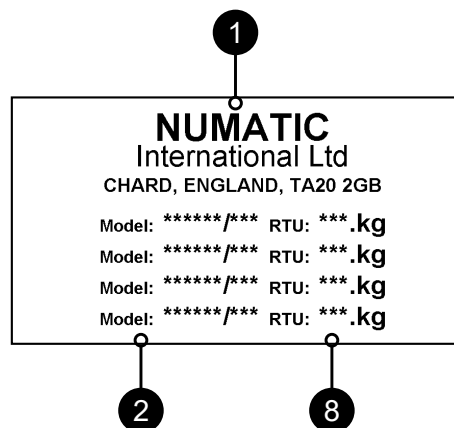 1
NUMATIC
International Ltd
CHARD, ENGLAND, TA20 2GB
Model: ******/*** RTU: ***.kg
Model: ******/*** RTU: ***.kg
Model: ******/*** RTU: ***.kg
Model: ******/*** RTU: ***.kg
2 8